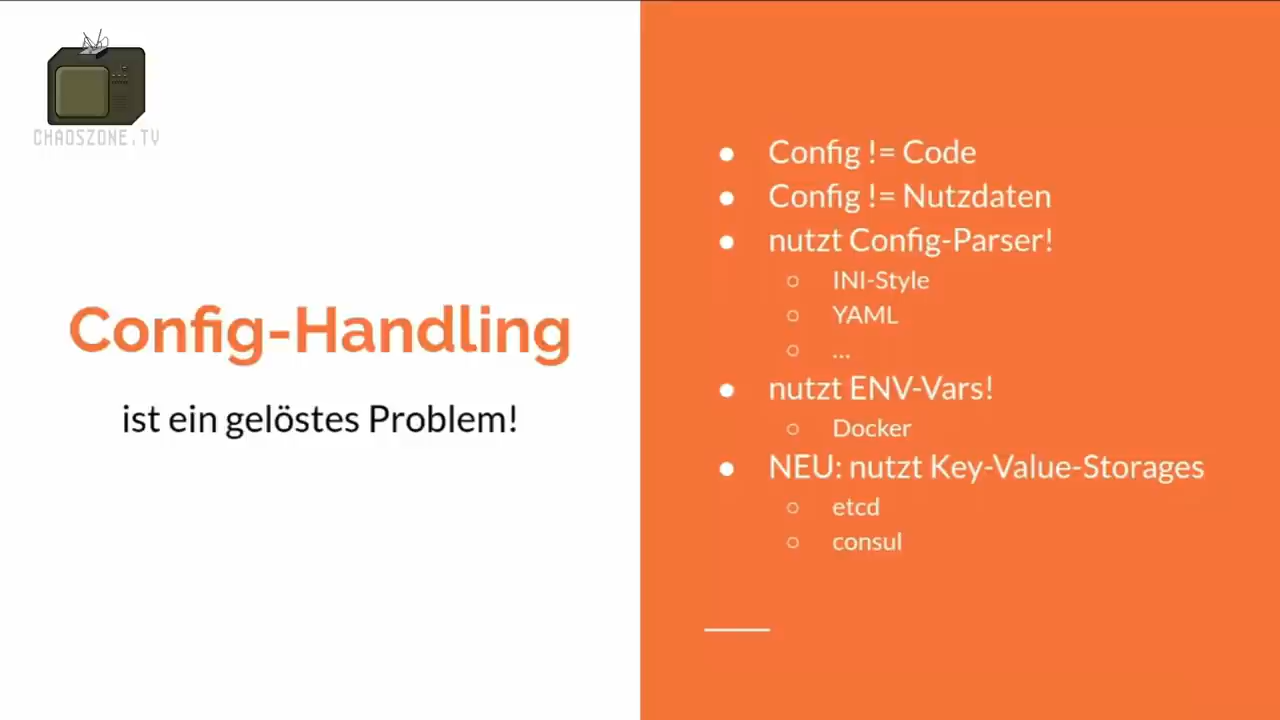 CHAOSZONE.TV
Config-Handling
ist ein gelöstes Problem!
● Config != Code
● Config != Nutzdaten
● nutzt Config-Parser!
○ INI-Style
○ YAML
○ ...
● nutzt ENV-Vars!
○ Docker
● NEU: nutzt Key-Value-Storages
○ etcd
○ consul